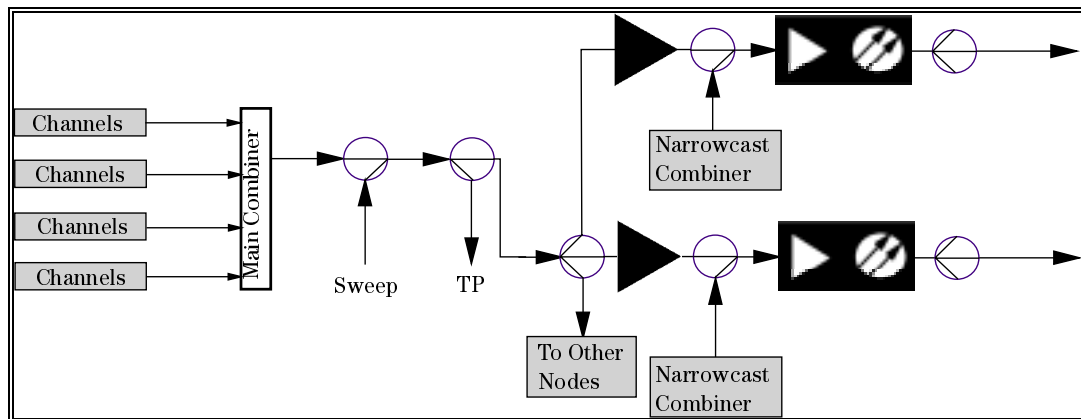 Channels
Channels
Channels
Channels
Main Combiner
Sweep
TP
Narrowcast
Combiner
To Other
Nodes
Narrowcast
Combiner